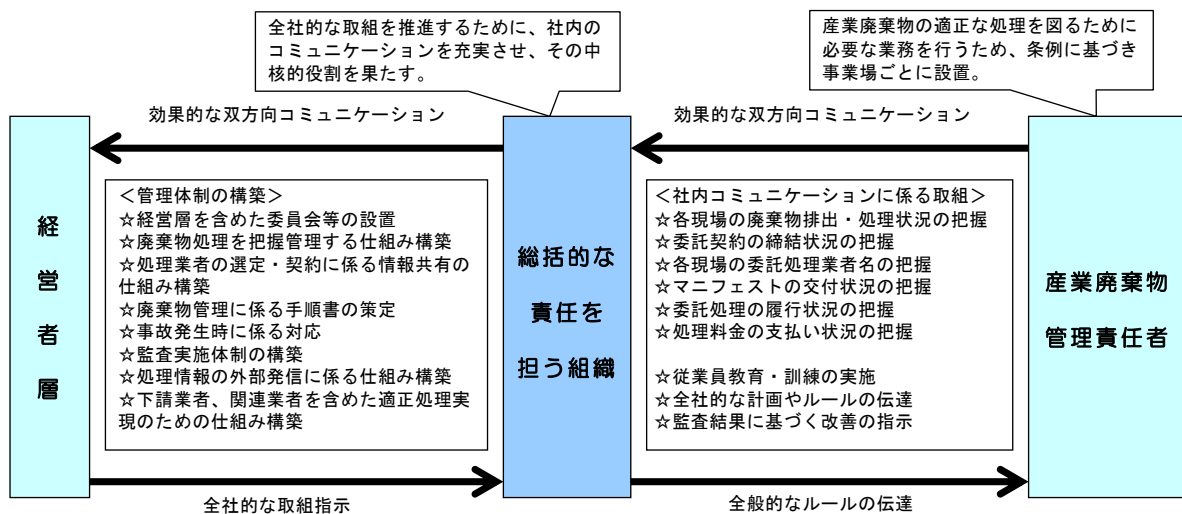 全社的な取組を推進するために、社内の
コミュニケーションを充実させ、その中
核的役割を果たす。
産業廃棄物の適正な処理を図るために
必要な業務を行うため、条例に基づき
事業場ごとに設置。
効果的な双方向コミュニケーション
効果的な双方向コミュニケーション
経営者層
＜管理体制の構築＞
☆経営層を含めた委員会等の設置
☆廃棄物処理を把握管理する仕組み構築
☆処理業者の選定・契約に係る情報共有の
仕組み構築
☆廃棄物管理に係る手順書の策定
☆事故発生時に係る対応
☆監査実施体制の構築
☆処理情報の外部発信に係る仕組み構築
☆下請業者、関連業者を含めた適正処理実
現のための仕組み構築
総括的な
責任を
担う組織
＜社内コミュニケーションに係る取組＞
☆各現場の廃棄物排出・処理状況の把握
☆委託契約の締結状況の把握
☆各現場の委託処理業者名の把握
☆マニフェストの交付状況の把握
☆委託処理の履行状況の把握
☆処理料金の支払い状況の把握
☆従業員教育・訓練の実施
☆全社的な計画やルールの伝達
☆監査結果に基づく改善の指示
産業廃棄物
管理責任者
全社的な取組指示
全般的なルールの伝達